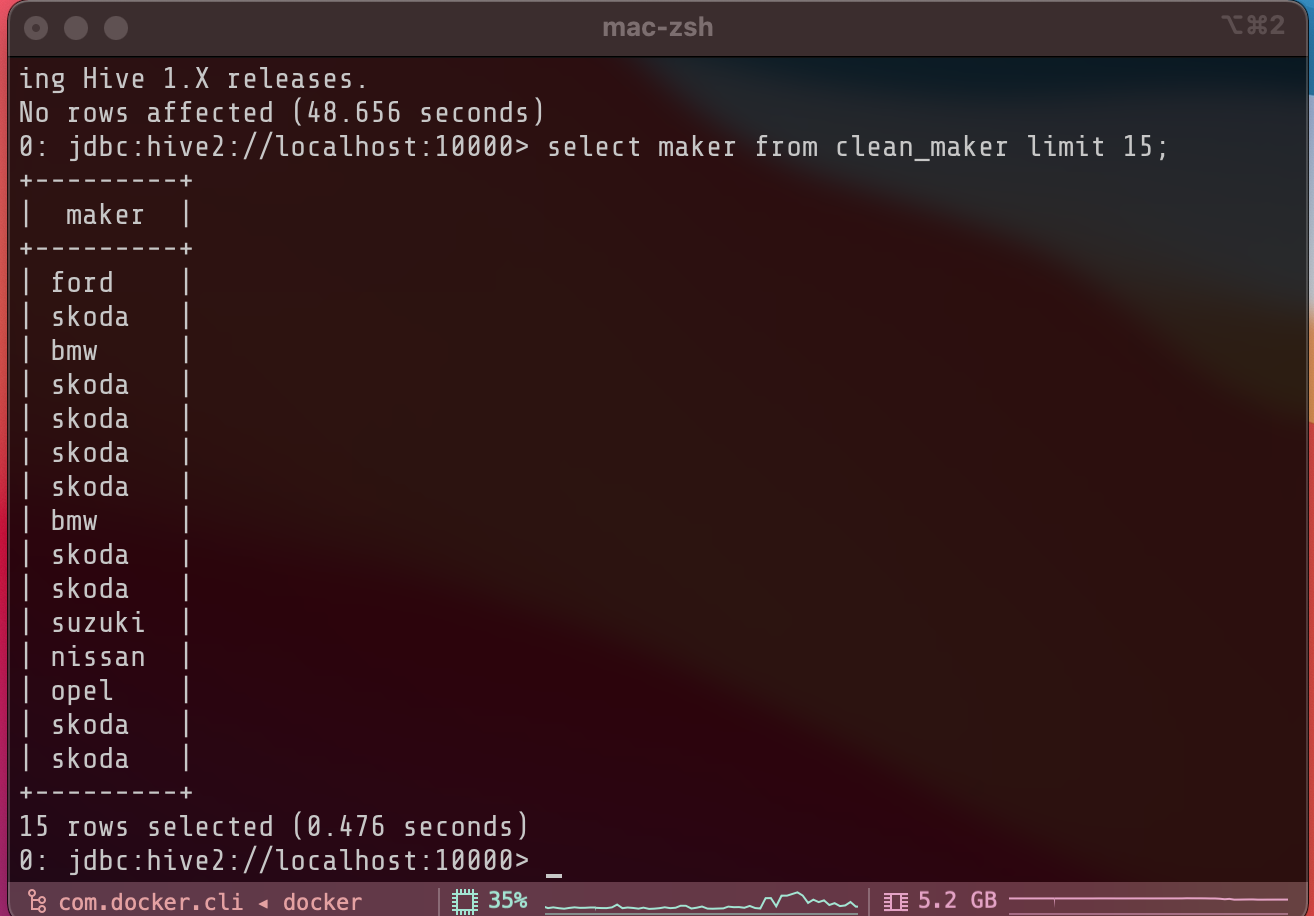 mac-zsh
⌥⌘2
ing Hive 1.X releases.
No rows affected (48.656 seconds)
0: jdbc:hive2://localhost:10000> select maker from clean_maker limit 15;
+---------+
|  maker  |
+---------+
| ford    |
| skoda   |
| bmw     |
| skoda   |
| skoda   |
| skoda   |
| skoda   |
| bmw     |
| skoda   |
| skoda   |
| suzuki  |
| nissan  |
| opel    |
| skoda   |
| skoda   |
+---------+
15 rows selected (0.476 seconds)
0: jdbc:hive2://localhost:10000> _
com.docker.cli ◂ docker
35%
5.2 GB